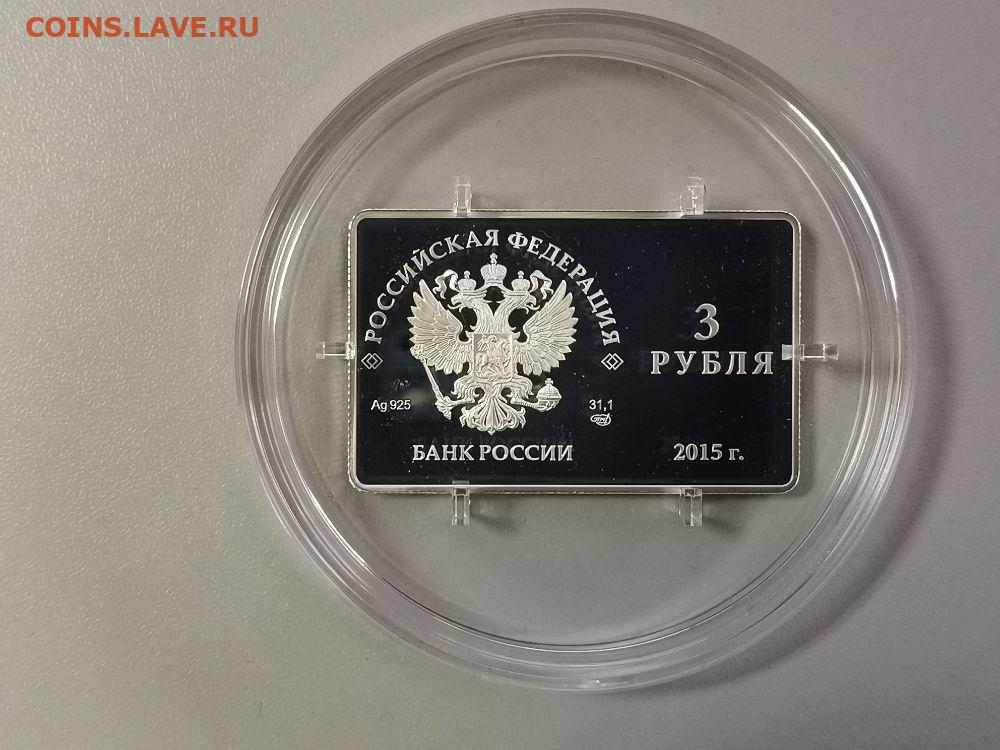 COINS.LAVE.RU
РОССИЙСКАЯ ФЕДЕРАЦИЯ
3
РУБЛЯ
Ag 925
31,1
БАНК РОССИИ
2015 г.